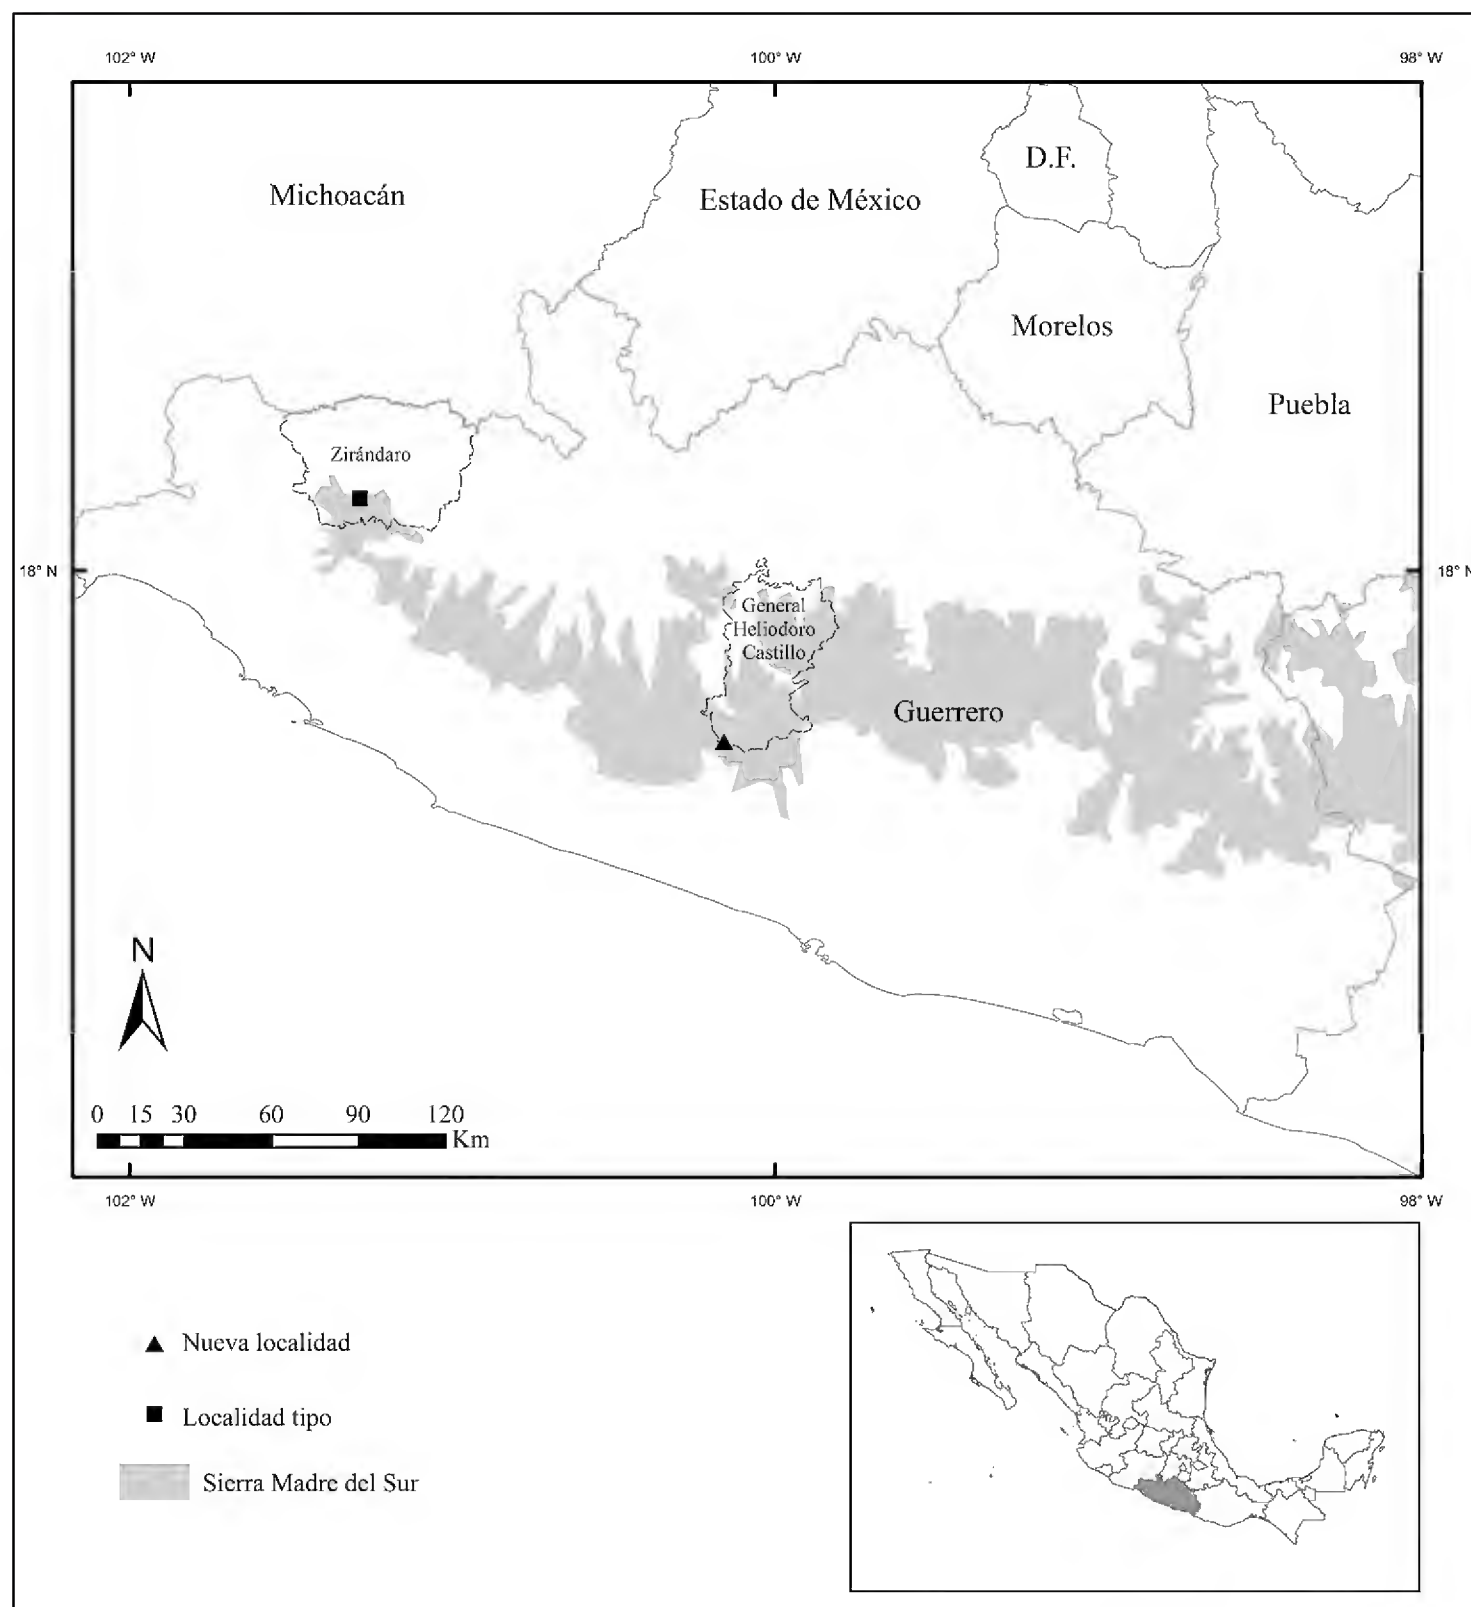 102° W 100° W 98° W
D.F.
Michoacán
Estado de México
Morelos
Puebla
Zirándaro
18° N 18° N
General
Heliodoro
Castillo
Guerrero
N
0 15 30 60 90 120
Km
102° W 100° W 98° W
Nueva localidad
Localidad tipo
Sierra Madre del Sur